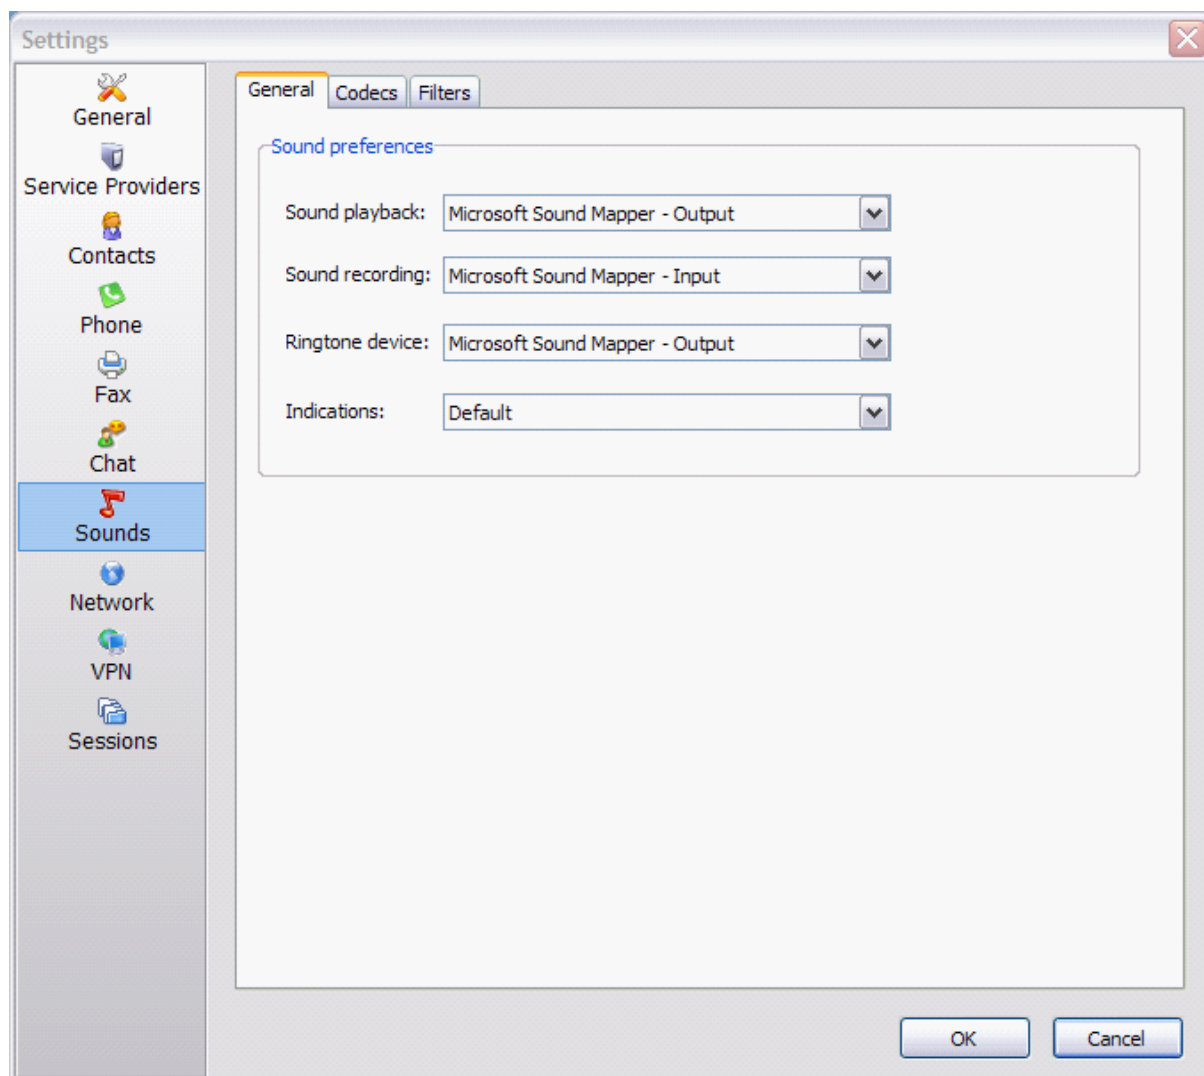 Settings
General
Service Providers
Contacts
Phone
Fax
Chat
Sounds
Network
VPN
Sessions
General Codecs Filters
Sound preferences
Sound playback: Microsoft Sound Mapper - Output
Sound recording: Microsoft Sound Mapper - Input
Ringtone device: Microsoft Sound Mapper - Output
Indications: Default
OK Cancel